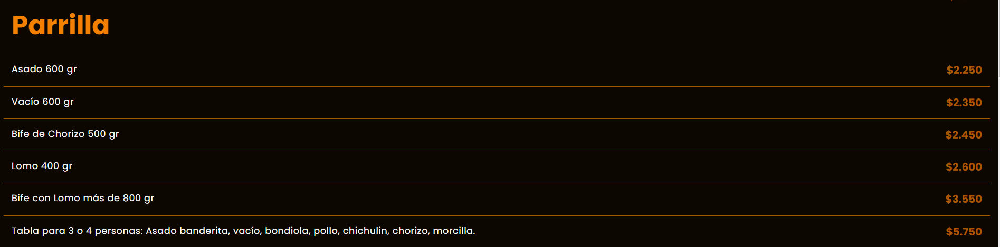 Parrilla
Asado 600 gr $2.250
Vacío 600 gr $2.350
Bife de Chorizo 500 gr $2.450
Lomo 400 gr $2.600
Bife con Lomo más de 800 gr $3.550
Tabla para 3 o 4 personas: Asado banderita, vacío, bondiola, pollo, chichulin, chorizo, morcilla. $5.750